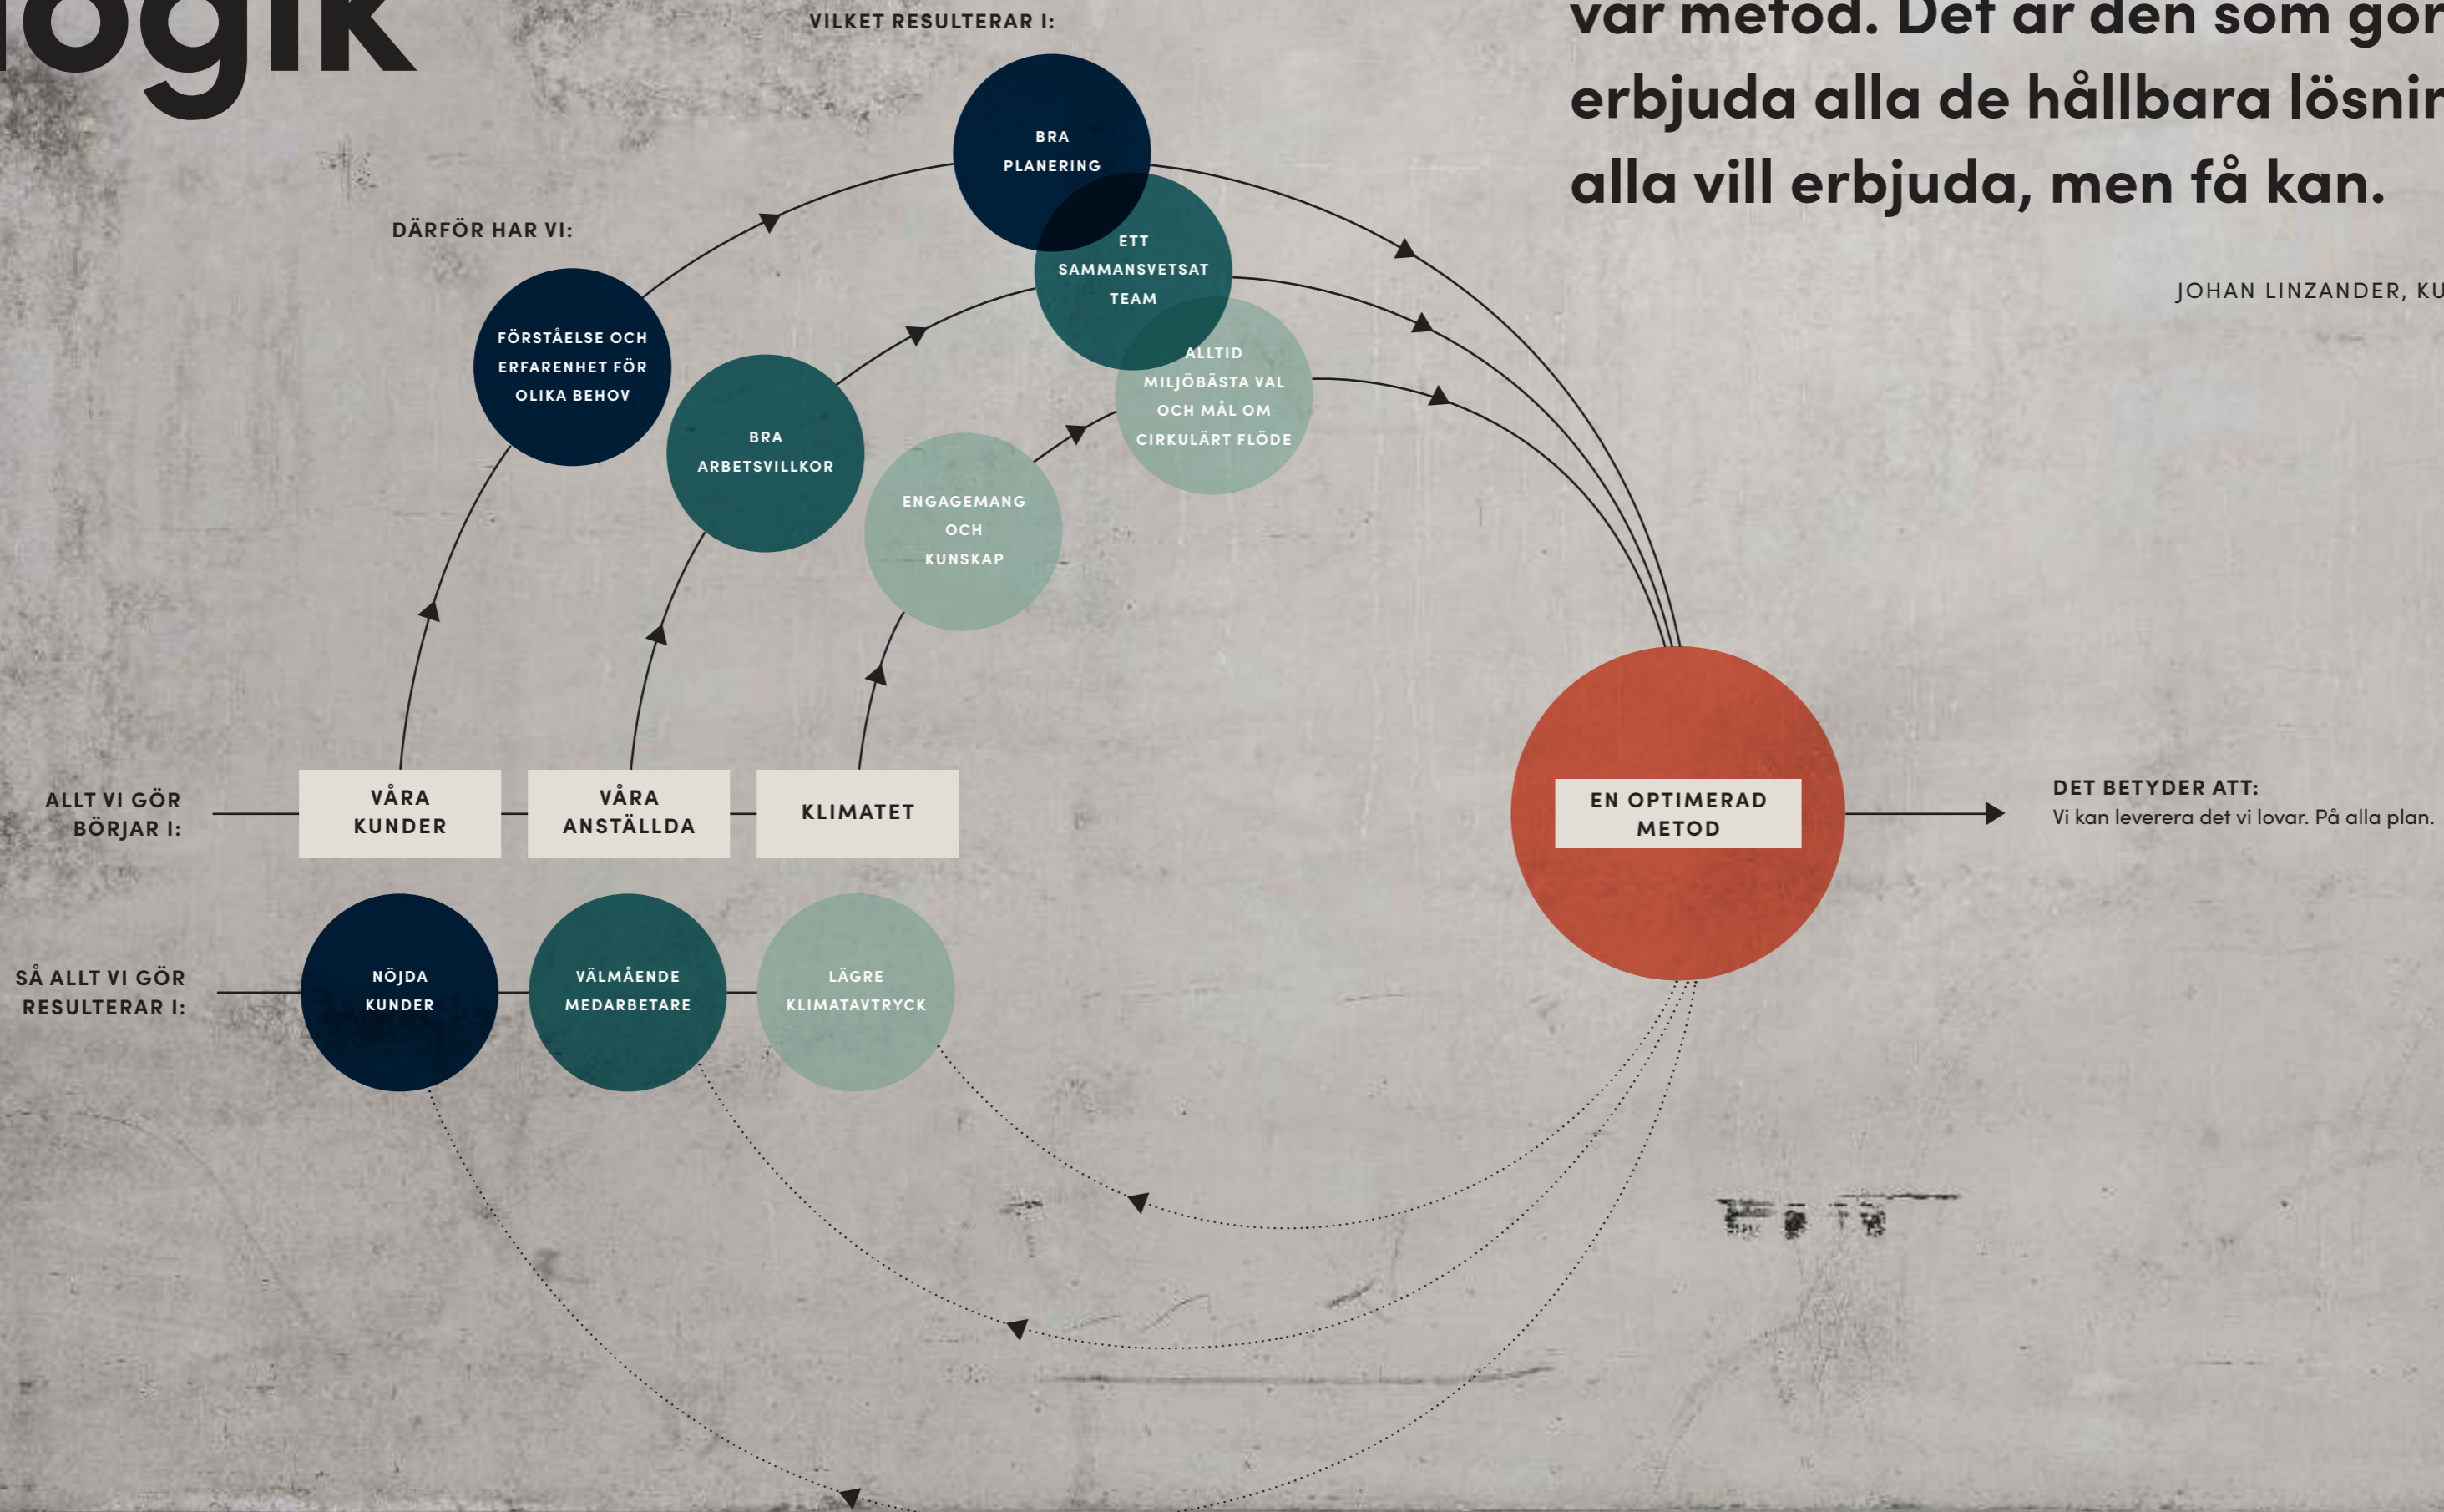 logik
VILKET RESULTERAR I:
vår metod. Det är den som gör
erbjuda alla de hållbara
alla vill erbjuda, men få kan.
JOHAN LINZANDER,
BRA
PLANERING
ETT
SAMMANSVETSAT
TEAM
ALLTID
MILJÖBÄSTA VAL
OCH MÅL OM
CIRKULÄRT FLÖDE
DÄRFÖR HAR VI:
FÖRSTÅELSE OCH
ERFARENHET FÖR
OLIKA BEHOV
BRA
ARBETSVILLKOR
ENGAGEMANG
OCH
KUNSKAP
ALLT VI GÖR
BÖRJAR I:
VÅRA
KUNDER
VÅRA
ANSTÄLLDA
KLIMATET
EN OPTIMERAD
METOD
DET BETYDER ATT:
Vi kan leverera det vi lovar. På alla plan.
SÅ ALLT VI GÖR
RESULTERAR I:
NÖJDA
KUNDER
VÄLMÅENDE
MEDARBETARE
LÄGRE
KLIMATAVTRYCK